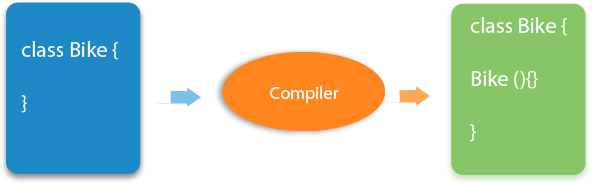 class Bike {
}
Compiler
class Bike {
Bike (){}
}